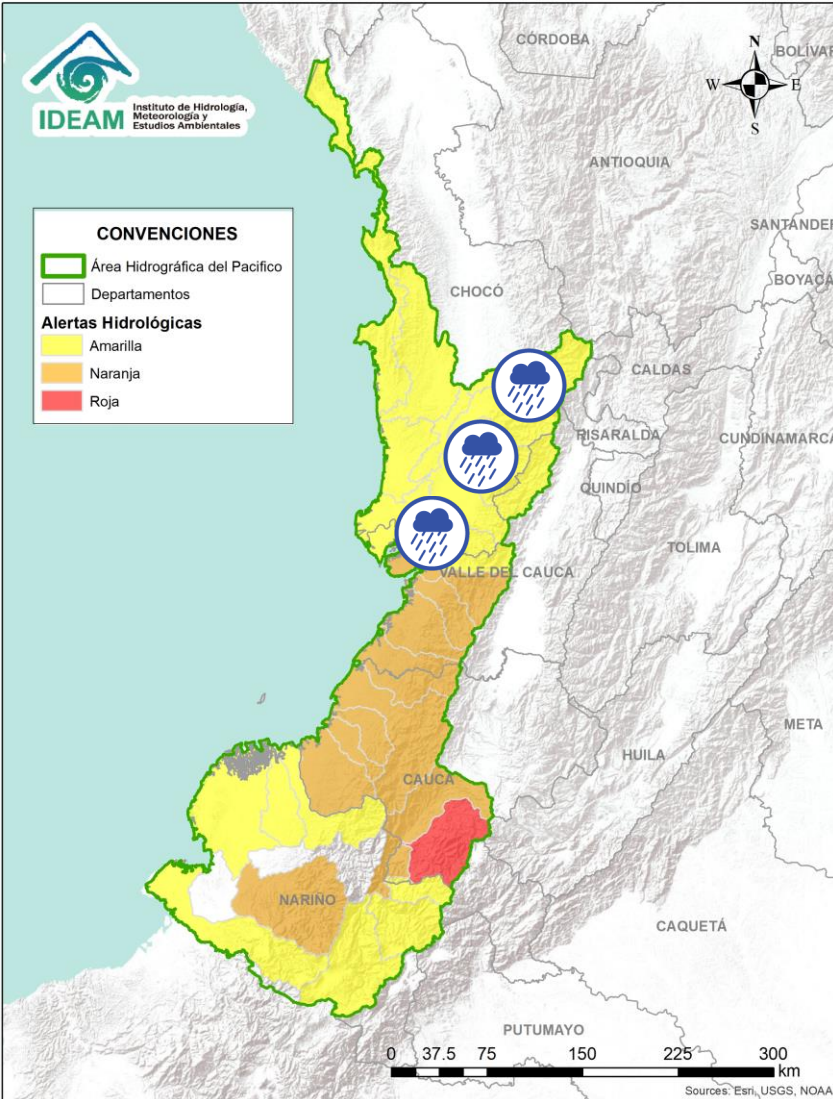 IDEAM
Instituto de Hidrología,
Meteorología y
Estudios Ambientales
N
W
E
S
CÓRDOBA
BOLÍVAR
ANTIOQUIA
SANTANDER
BOYACÁ
CHOCÓ
CALDAS
RISARALDA
CUNDINAMARCA
QUINDÍO
TOLIMA
VALLE DEL CAUCA
META
HUILA
CAUCA
NARIÑO
CAQUETÁ
PUTUMAYO
CONVENCIONES
Área Hidrográfica del Pacifico
Departamentos
Alertas Hidrológicas
Amarilla
Naranja
Roja
0 37.5 75 150 225 300
km
Sources: Esri, USGS, NOAA